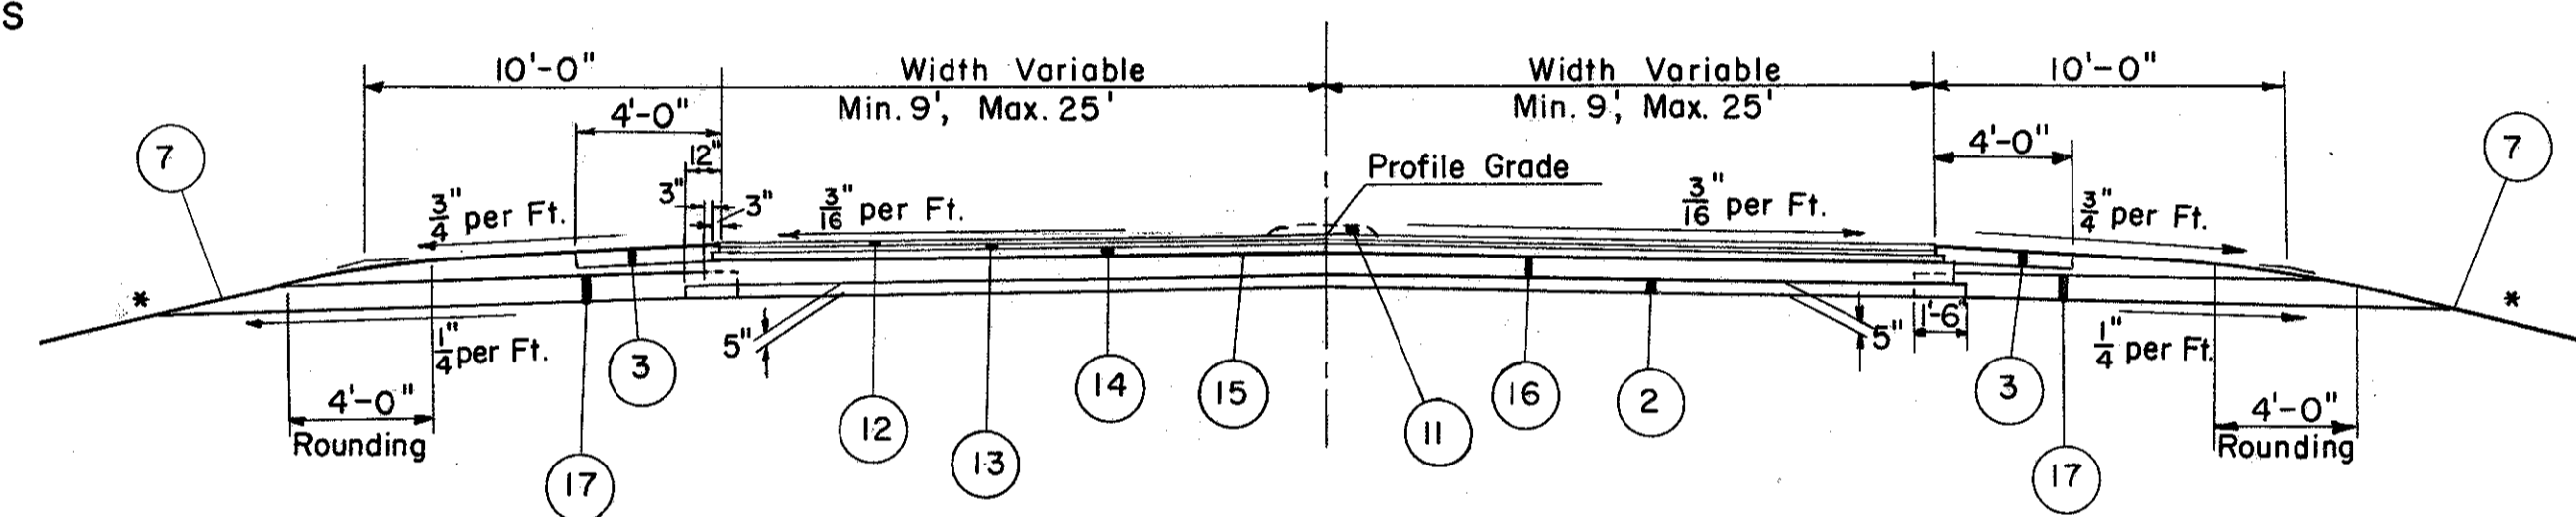 S
10'-0" Width Variable Width Variable 10'-0"
Min. 9', Max. 25' Min. 9', Max. 25'
4'-0" 4'-0"
7 12" Profile Grade 7
3" 3"
3/4" per Ft. 3/16" per Ft. 3/16" per Ft. 3/4" per Ft.
* *
5" 5" 1'-6"
1/4" per Ft. 1/4" per Ft.
3 14 15 16 2 3
4'-0" 4'-0"
Rounding 12 11 Rounding
13
17 17